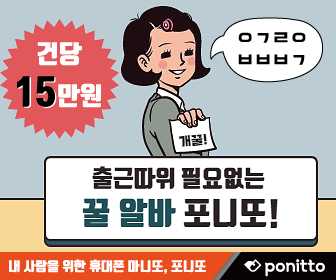 건당
15만원
ㅇㄱㄹㅇ
ㅂㅂㅂㄱ
개꿀!
출근따위 필요없는
꿀 알바 포니또!
내 사람을 위한 휴대폰 마니또, 포니또
ponitto